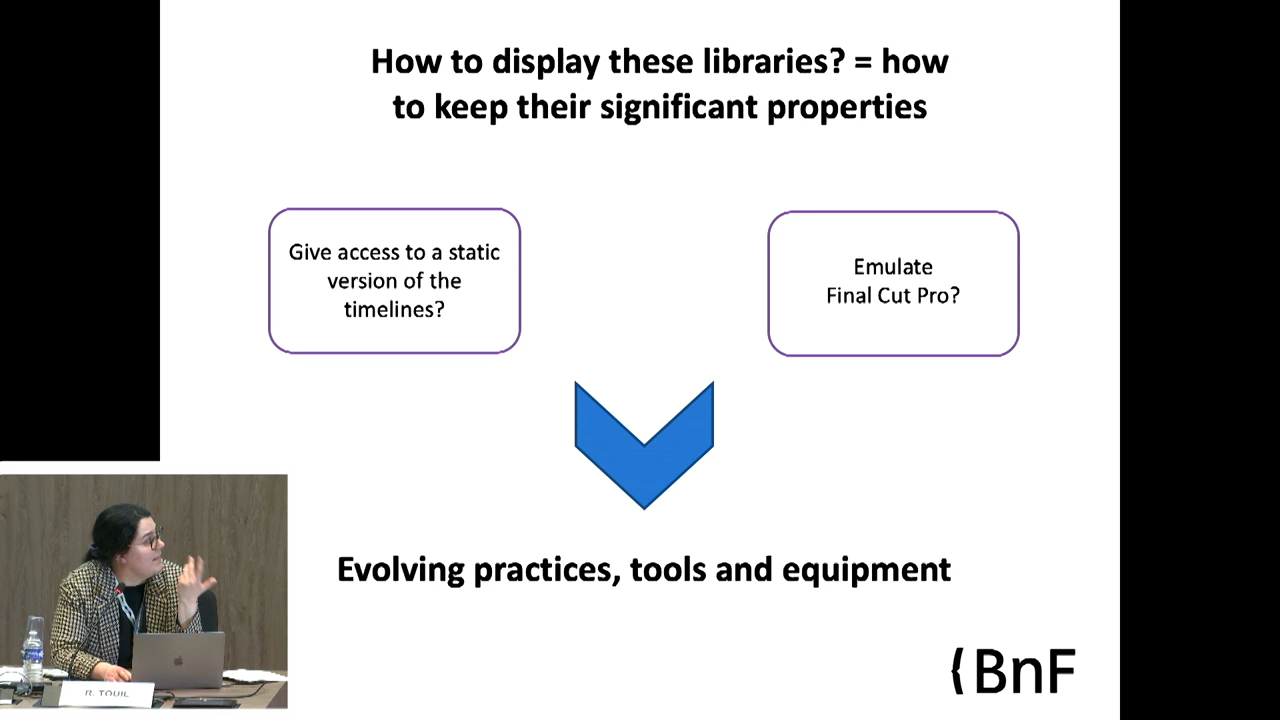 How to display these libraries? = how
to keep their significant properties
Give access to a static
version of the
timelines?
Emulate
Final Cut Pro?
Evolving practices, tools and equipment
{BnF
R. TOUIL